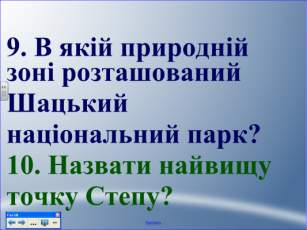 9. В якій природній
зоні розташований
Шацький
національний парк?
10. Назвати найвищу
точку Степу?